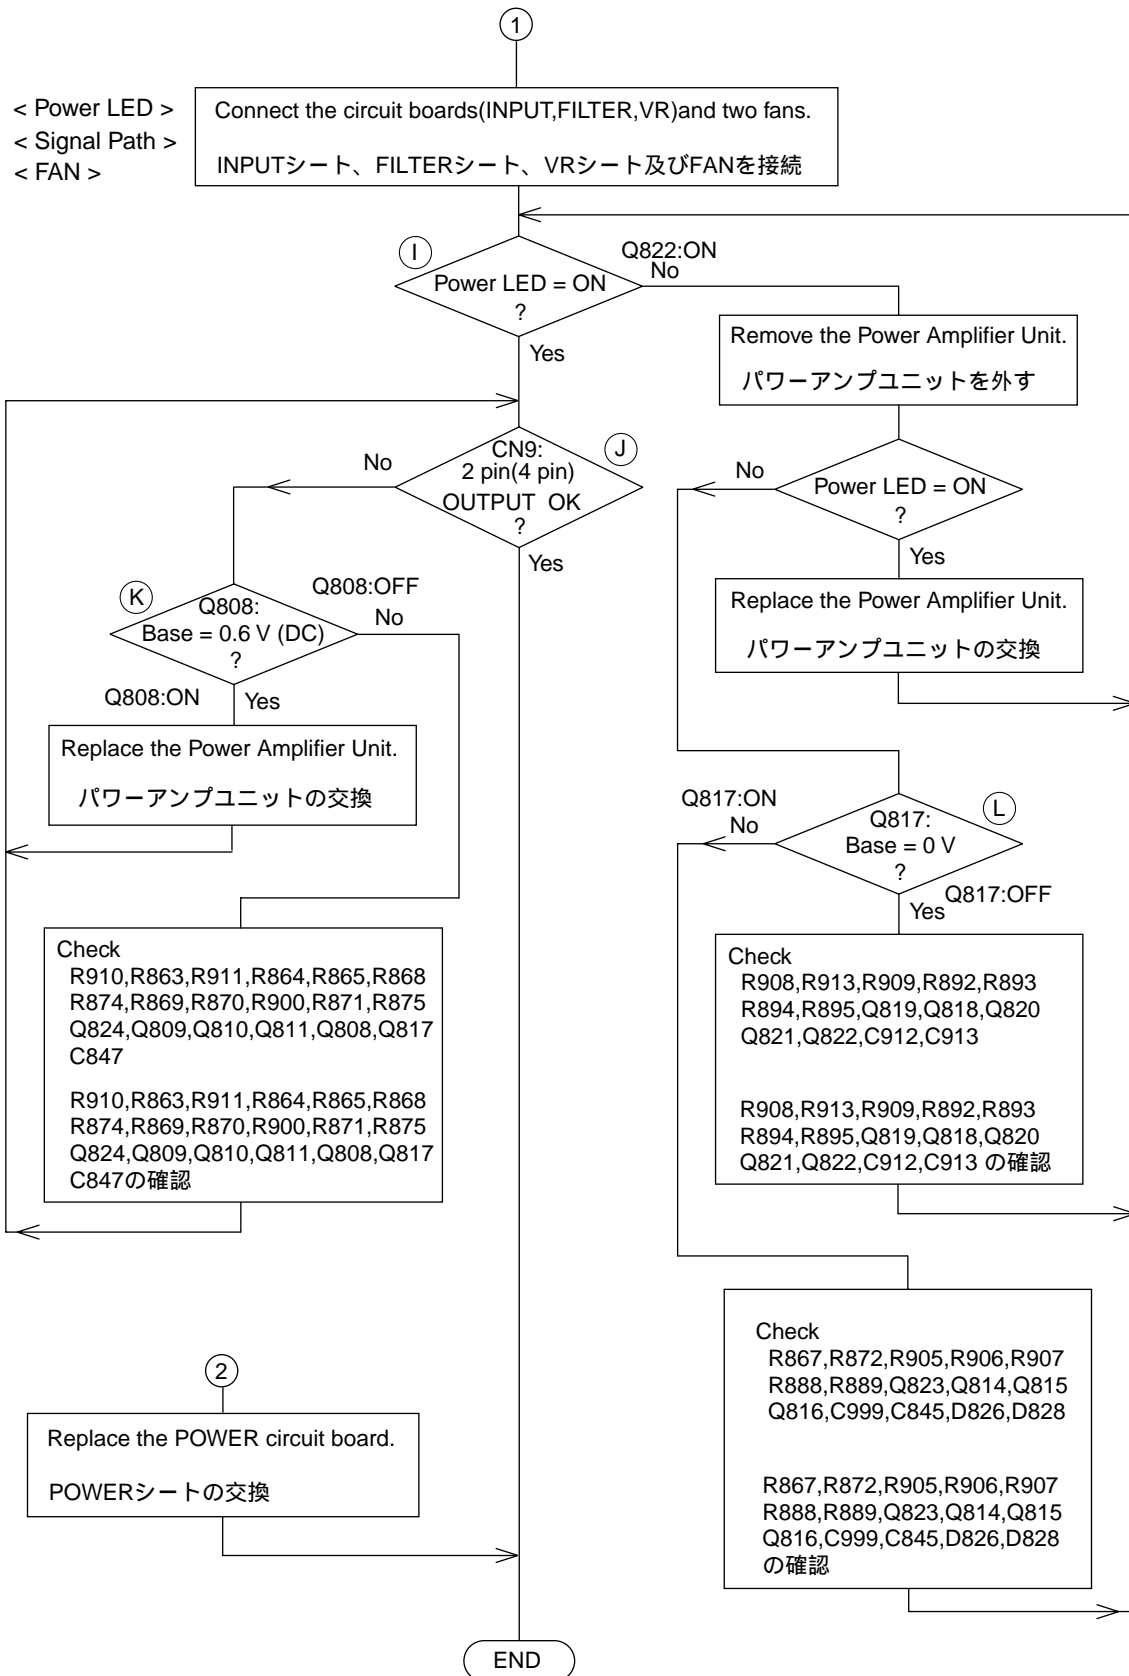 1
< Power LED >
< Signal Path >
< FAN >
Connect the circuit boards(INPUT,FILTER,VR)and two fans.
INPUTシート、FILTERシート、VRシート及びFANを接続
I
Power LED = ON
?
Q822:ON
No
Yes
Remove the Power Amplifier Unit.
パワーアンプユニットを外す
J
CN9:
2 pin(4 pin)
OUTPUT OK
?
No
Yes
No
Power LED = ON
?
Yes
Replace the Power Amplifier Unit.
パワーアンプユニットの交換
K
Q808:OFF
Q808:
Base = 0.6 V (DC)
?
No
Q808:ON
Yes
Replace the Power Amplifier Unit.
パワーアンプユニットの交換
Q817:ON
No
L
Q817:
Base = 0 V
?
Yes
Q817:OFF
Check
R910,R863,R911,R864,R865,R868
R874,R869,R870,R900,R871,R875
Q824,Q809,Q810,Q811,Q808,Q817
C847
R910,R863,R911,R864,R865,R868
R874,R869,R870,R900,R871,R875
Q824,Q809,Q810,Q811,Q808,Q817
C847の確認
Check
R908,R913,R909,R892,R893
R894,R895,Q819,Q818,Q820
Q821,Q822,C912,C913
R908,R913,R909,R892,R893
R894,R895,Q819,Q818,Q820
Q821,Q822,C912,C913 の確認
Check
R867,R872,R905,R906,R907
R888,R889,Q823,Q814,Q815
Q816,C999,C845,D826,D828
R867,R872,R905,R906,R907
R888,R889,Q823,Q814,Q815
Q816,C999,C845,D826,D828
の確認
2
Replace the POWER circuit board.
POWERシートの交換
END